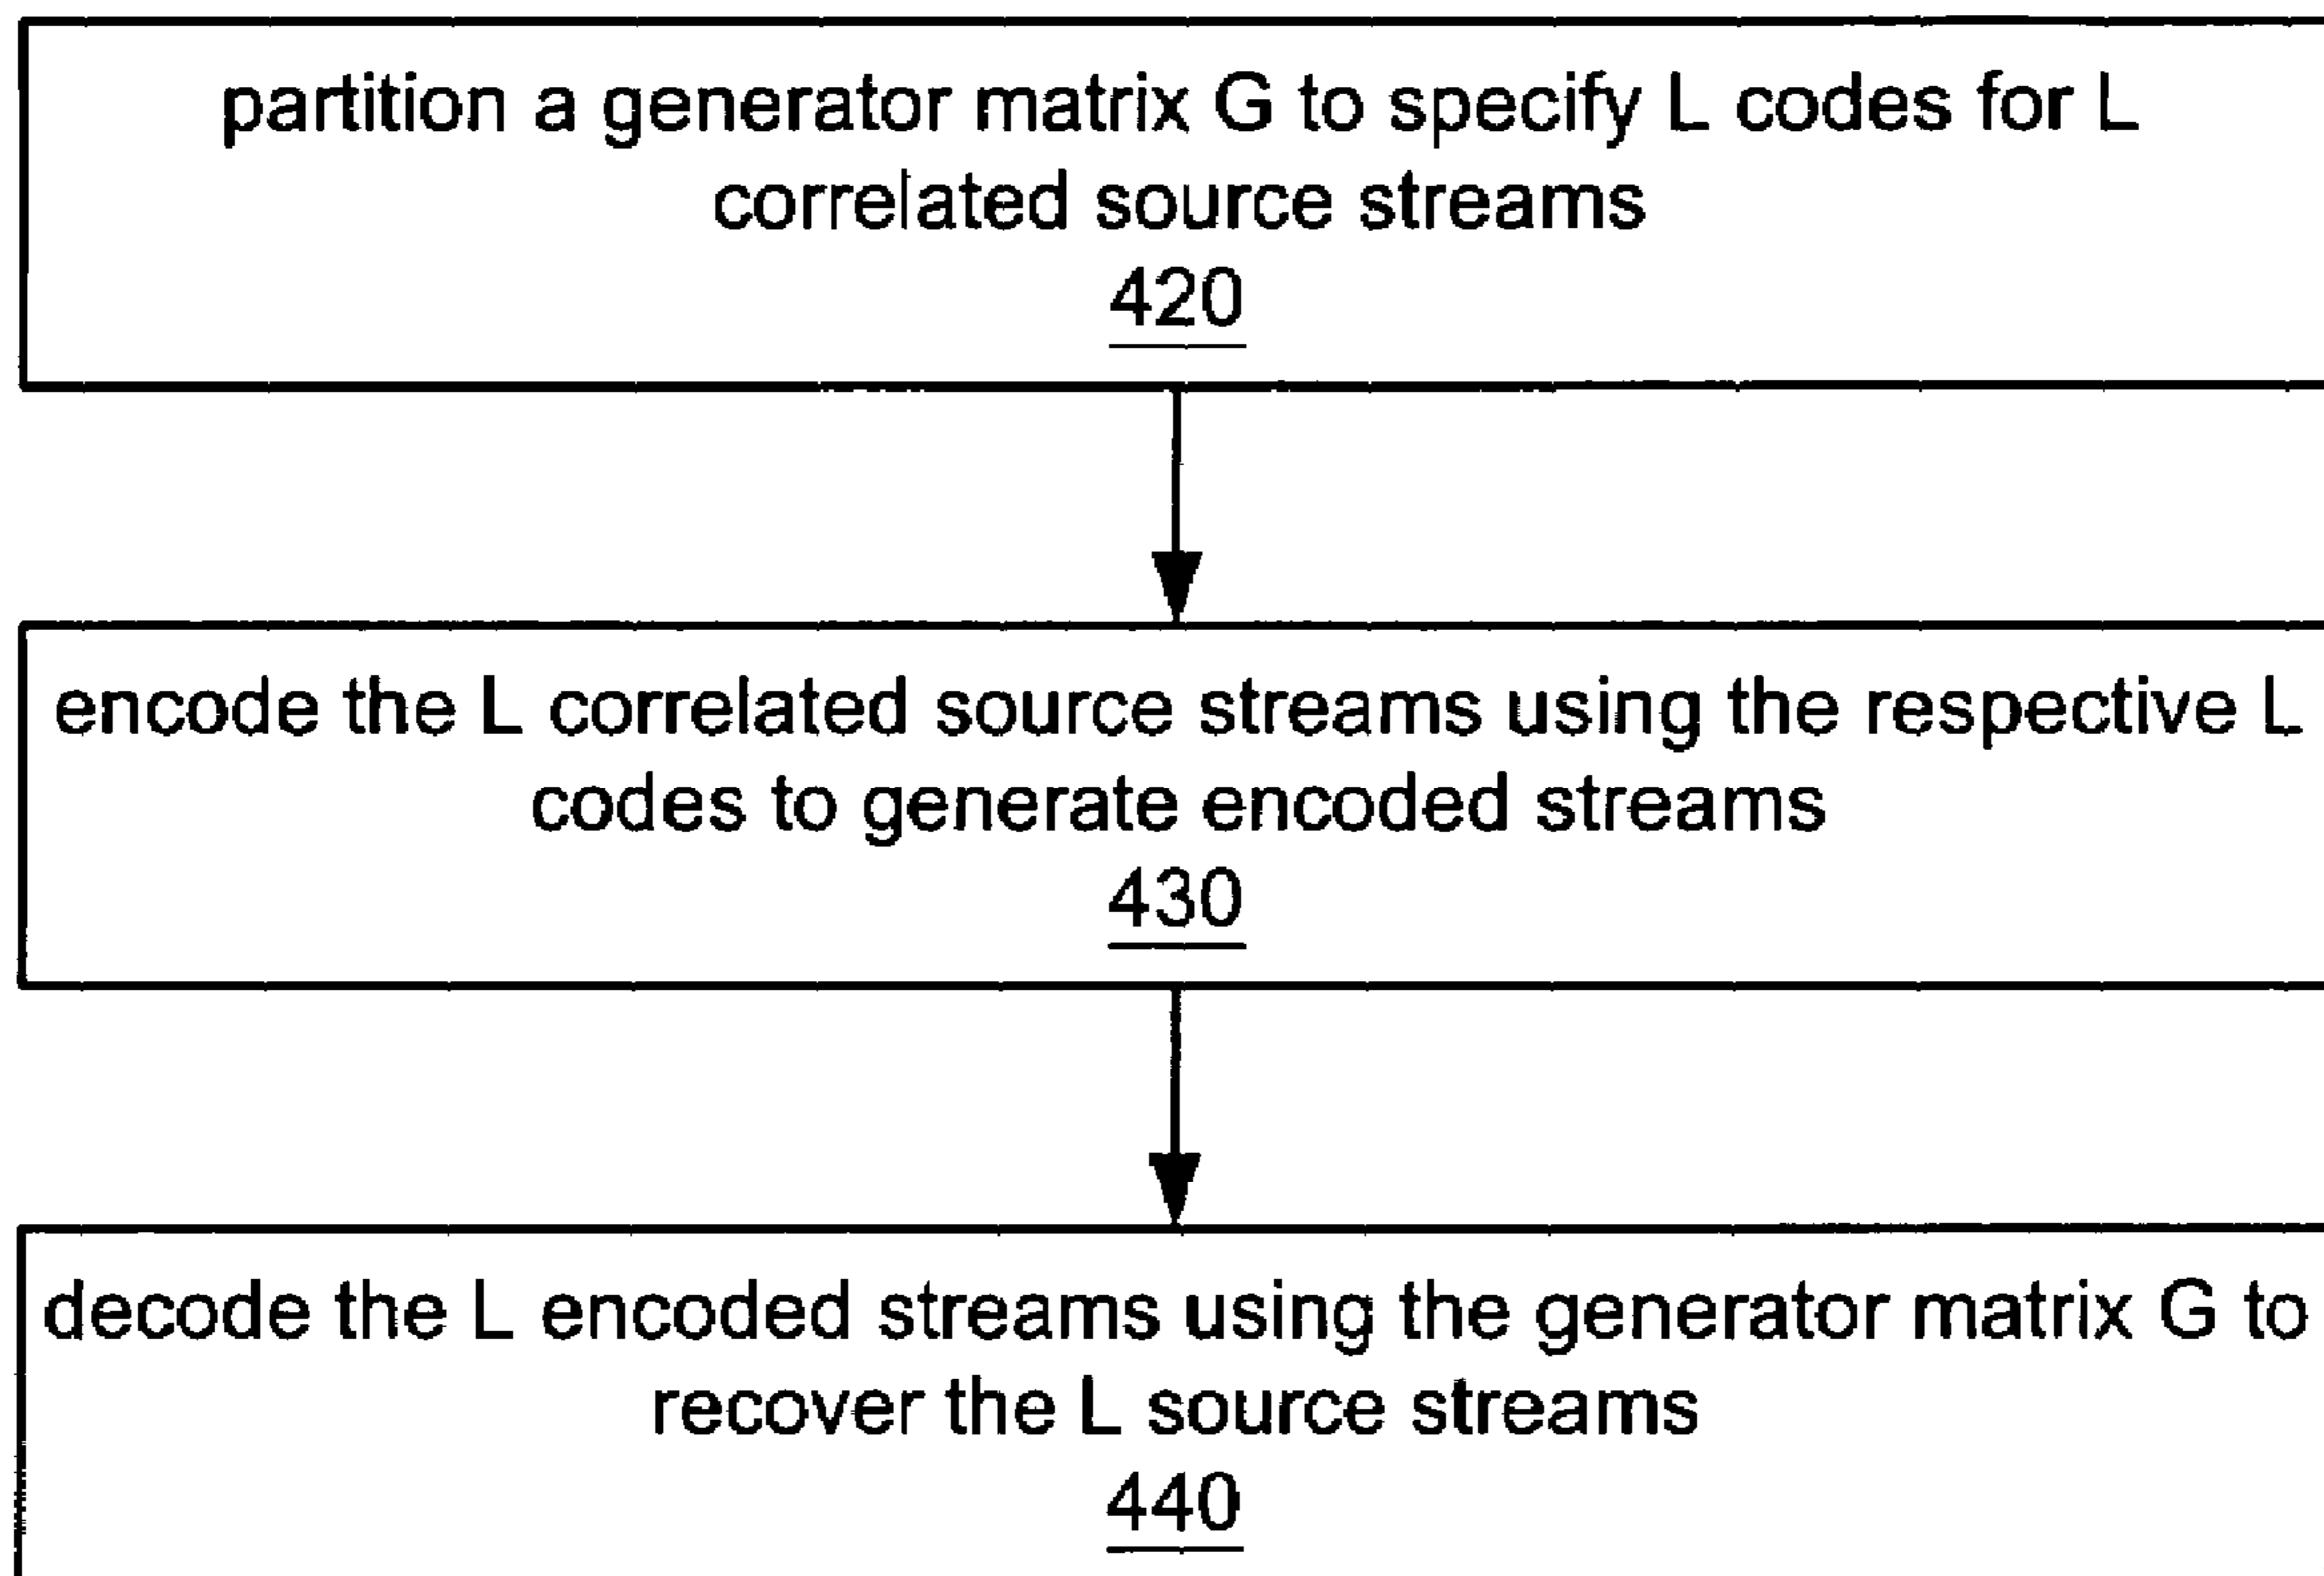 partition a generator matrix G to specify L codes for L
correlated source streams
420
encode the L correlated source streams using the respective L
codes to generate encoded streams
430
decode the L encoded streams using the generator matrix G to
recover the L source streams
440